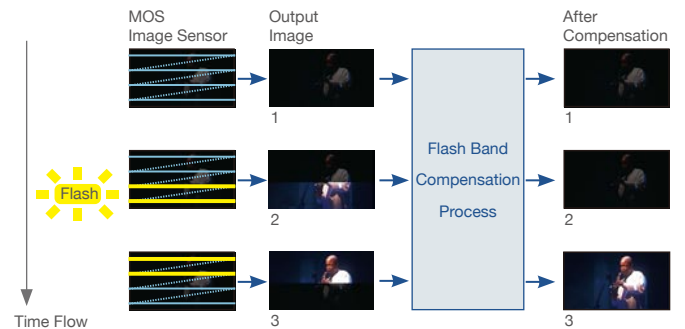 MOS
Image Sensor
Output
Image
After
Compensation
1
1
Flash
Flash Band
Compensation
Process
2
2
3
3
Time Flow